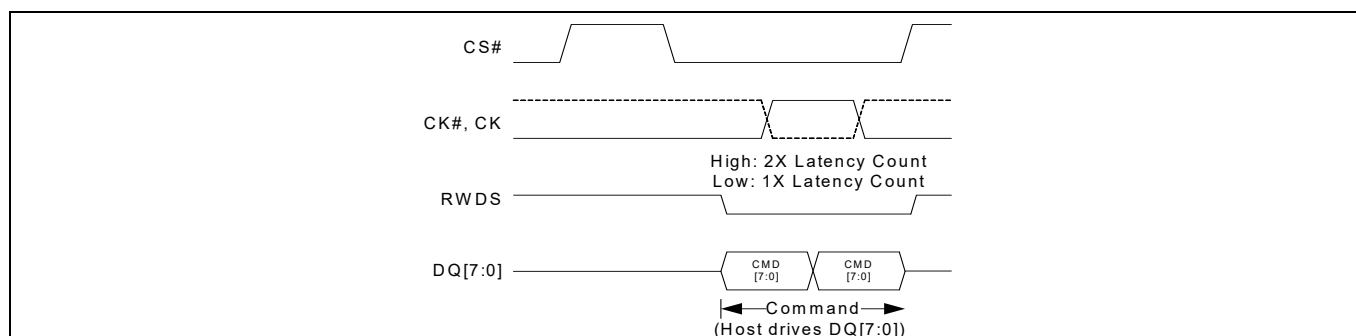 CS#
CK#, CK
High: 2X Latency Count
Low: 1X Latency Count
RWDS
DQ[7:0]
CMD
[7:0]
CMD
[7:0]
Command
(Host drives DQ[7:0])